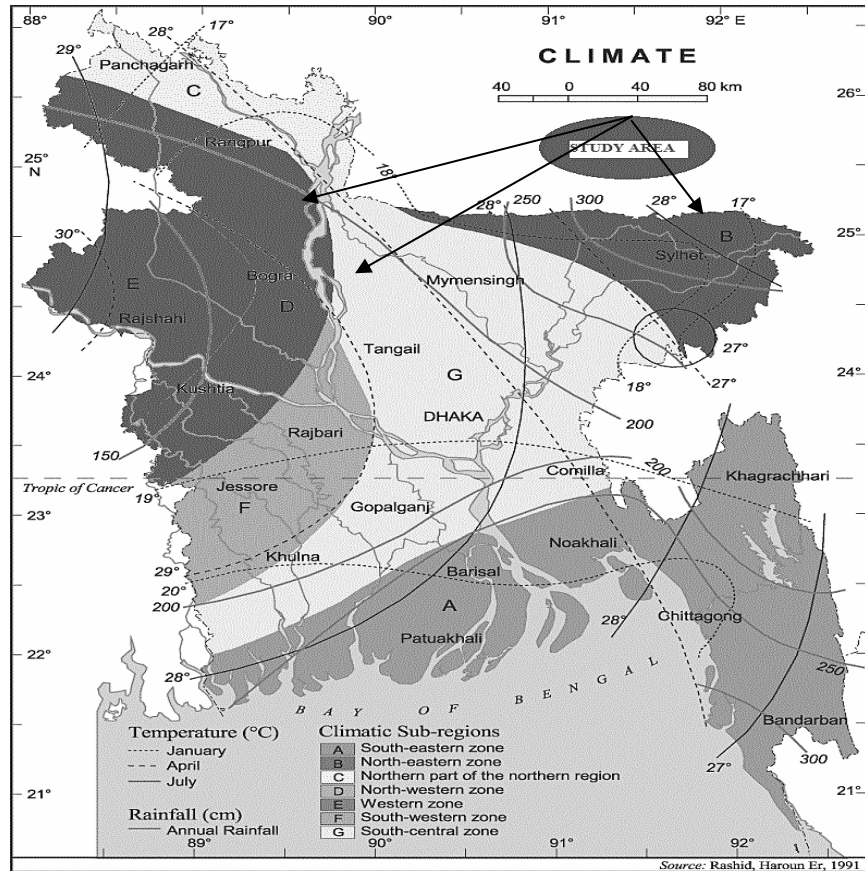 88° 89° 90° 91° 92° E
CLIMATE
40 0 40 80 km
STUDY AREA
26°
25°
24°
23°
22°
21°
25°
N
24°
Tropic of Cancer
23°
22°
21°
29°
28°
17°
Panchagarh
C
Rangpur
18°
28° 250 300 28° 17°
B
Sylhet
30°
E
Bogra
D
Rajshahi
Mymensingh
Tangail
G
27°
18°
27°
Kushtia
DHAKA
200
Rajbari
150
19°
Comilla
200
Khagrachhari
Jessore
F
Gopalganj
Noakhali
Khulna
29°
20°
200
Barisal
A
Patuakhali
28°
Chittagong
28°
250
Bandarban
27°
300
BAY OF BENGAL
Temperature (°C)
January
April
July
Rainfall (cm)
Annual Rainfall
Climatic Sub-regions
A South-eastern zone
B North-eastern zone
C Northern part of the northern region
D North-western zone
E Western zone
F South-western zone
G South-central zone
89° 90° 91° 92°
Source: Rashid, Haroun Er, 1991